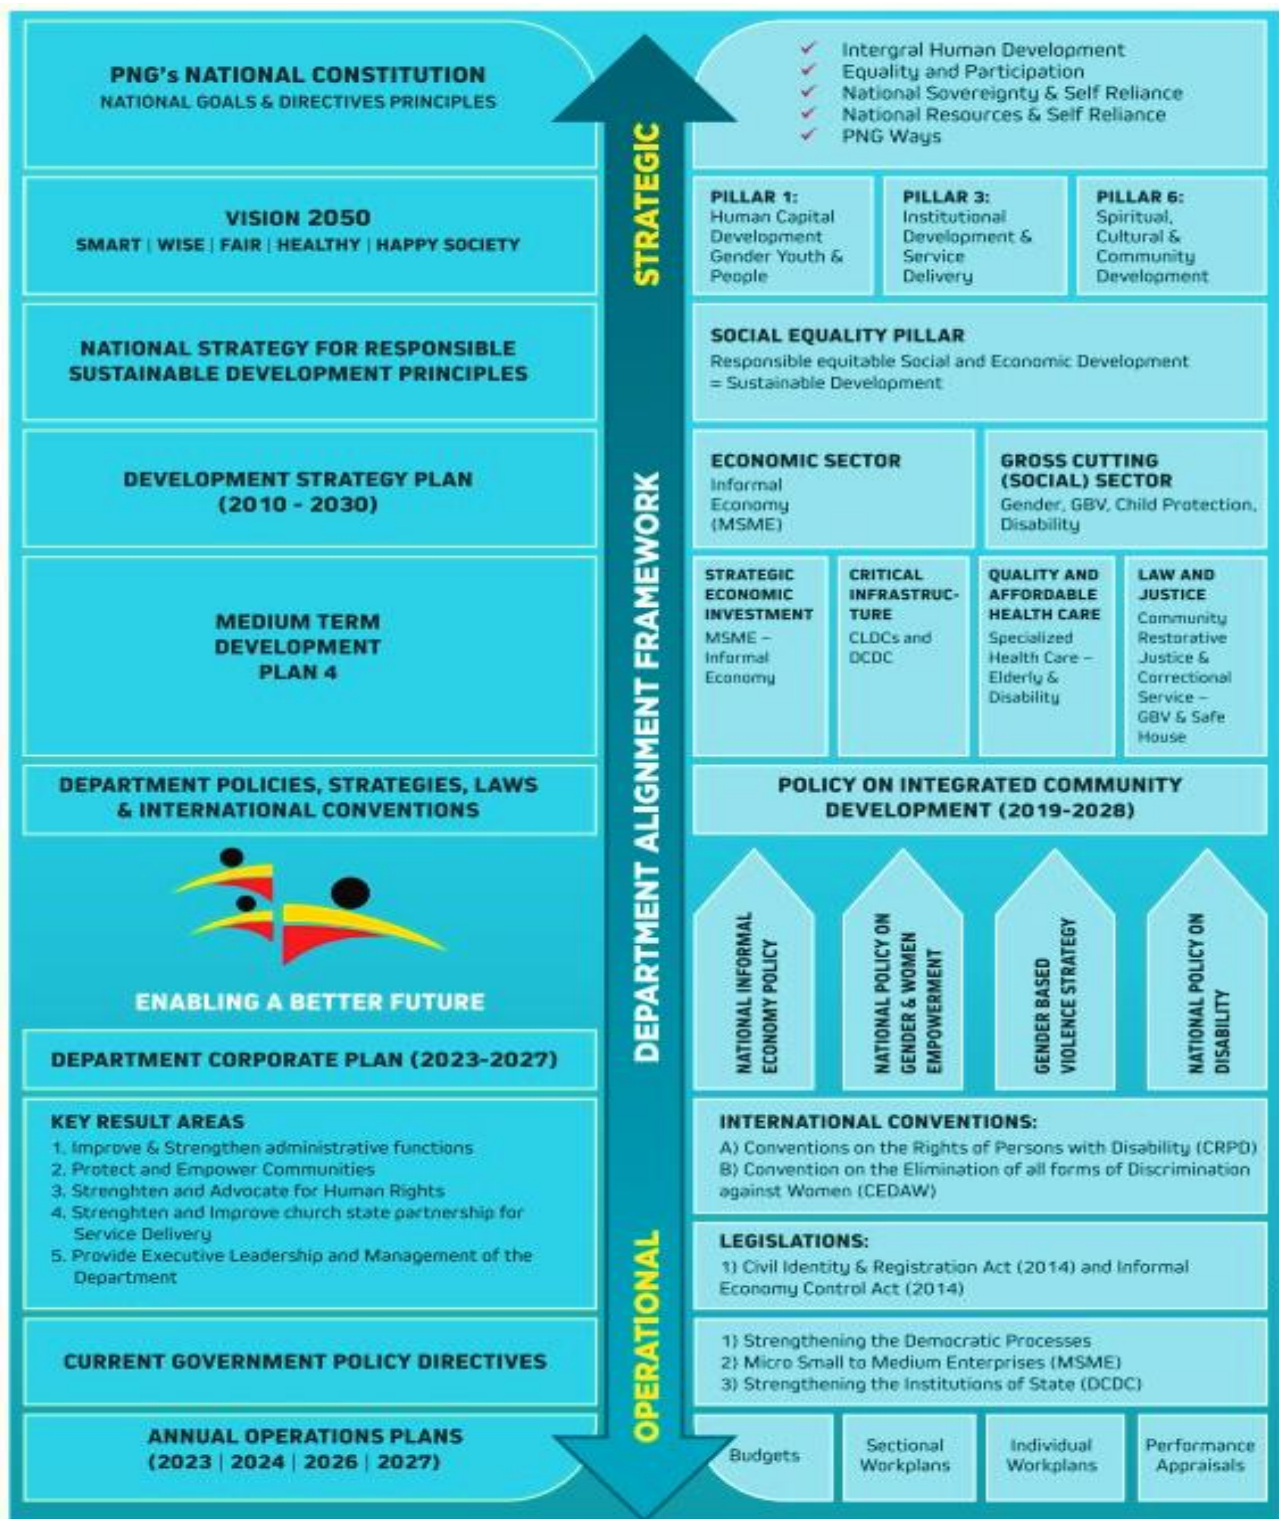 PNG's NATIONAL CONSTITUTION
NATIONAL GOALS & DIRECTIVES PRINCIPLES
Intergral Human Development
Equality and Participation
National Sovereignty & Self Reliance
National Resources & Self Reliance
PNG Ways
STRATEGIC
VISION 2050
SMART | WISE | FAIR | HEALTHY | HAPPY SOCIETY
PILLAR 1:
Human Capital
Development
Gender Youth &
People
PILLAR 3:
Institutional
Development &
Service
Delivery
PILLAR 6:
Spiritual,
Cultural &
Community
Development
NATIONAL STRATEGY FOR RESPONSIBLE
SUSTAINABLE DEVELOPMENT PRINCIPLES
SOCIAL EQUALITY PILLAR
Responsible equitable Social and Economic Development
= Sustainable Development
DEVELOPMENT STRATEGY PLAN
(2010 - 2030)
ECONOMIC SECTOR
Informal
Economy
(MSME)
GROSS CUTTING
(SOCIAL) SECTOR
Gender, GBV, Child Protection,
Disability
DEPARTMENT ALIGNMENT FRAMEWORK
MEDIUM TERM
DEVELOPMENT
PLAN 4
STRATEGIC
ECONOMIC
INVESTMENT
MSME –
Informal
Economy
CRITICAL
INFRASTRUC-
TURE
CLDCs and
DCDC
QUALITY AND
AFFORDABLE
HEALTH CARE
Specialized
Health Care –
Elderly &
Disability
LAW AND
JUSTICE
Community
Restorative
Justice &
Correctional
Service –
GBV & Safe
House
DEPARTMENT POLICIES, STRATEGIES, LAWS
& INTERNATIONAL CONVENTIONS
POLICY ON INTEGRATED COMMUNITY
DEVELOPMENT (2019-2028)
ENABLING A BETTER FUTURE
NATIONAL INFORMAL
ECONOMY POLICY
NATIONAL POLICY ON
GENDER & WOMEN
EMPOWERMENT
GENDER BASED
VIOLENCE STRATEGY
NATIONAL POLICY ON
DISABILITY
DEPARTMENT CORPORATE PLAN (2023-2027)
KEY RESULT AREAS
1. Improve & Strengthen administrative functions
2. Protect and Empower Communities
3. Strenghten and Advocate for Human Rights
4. Strenghten and Improve church state partnership for
Service Delivery
5. Provide Executive Leadership and Management of the
Department
INTERNATIONAL CONVENTIONS:
A) Conventions on the Rights of Persons with Disability (CRPD)
B) Convention on the Elimination of all forms of Discrimination
against Women (CEDAW)
LEGISLATIONS:
1) Civil Identity & Registration Act (2014) and Informal
Economy Control Act (2014)
OPERATIONAL
CURRENT GOVERNMENT POLICY DIRECTIVES
1) Strengthening the Democratic Processes
2) Micro Small to Medium Enterprises (MSME)
3) Strengthening the Institutions of State (DCDC)
ANNUAL OPERATIONS PLANS
(2023 | 2024 | 2026 | 2027)
Budgets
Sectional
Workplans
Individual
Workplans
Performance
Appraisals